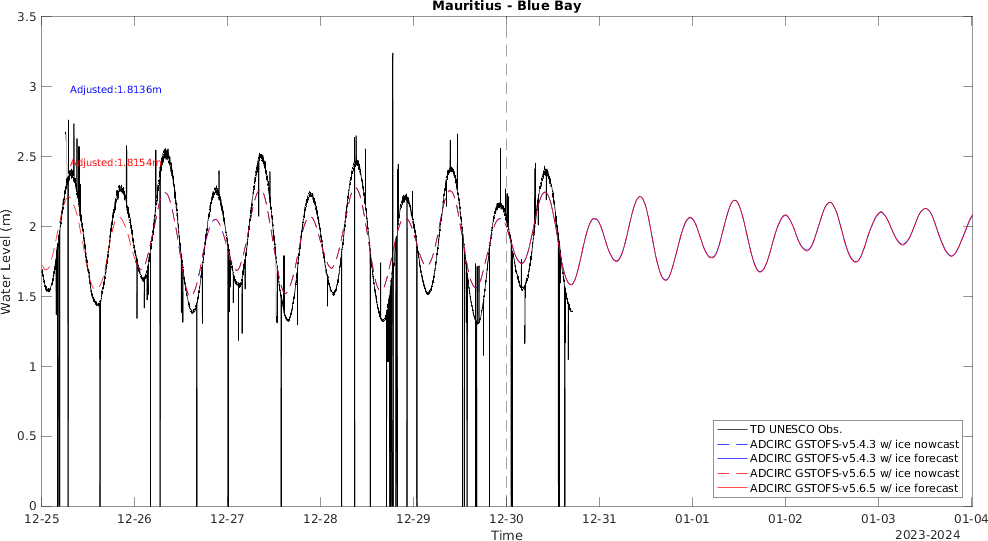 Mauritius - Blue Bay
3.5
3
2.5
2
1.5
1
0.5
0
Water Level (m)
Adjusted:1.8136m
Adjusted:1.8154m
TD UNESCO Obs.
ADCIRC GSTOFS-v5.4.3 w/ ice nowcast
ADCIRC GSTOFS-v5.4.3 w/ ice forecast
ADCIRC GSTOFS-v5.6.5 w/ ice nowcast
ADCIRC GSTOFS-v5.6.5 w/ ice forecast
12-25 12-26 12-27 12-28 12-29 12-30 12-31 01-01 01-02 01-03 01-04
Time
2023-2024